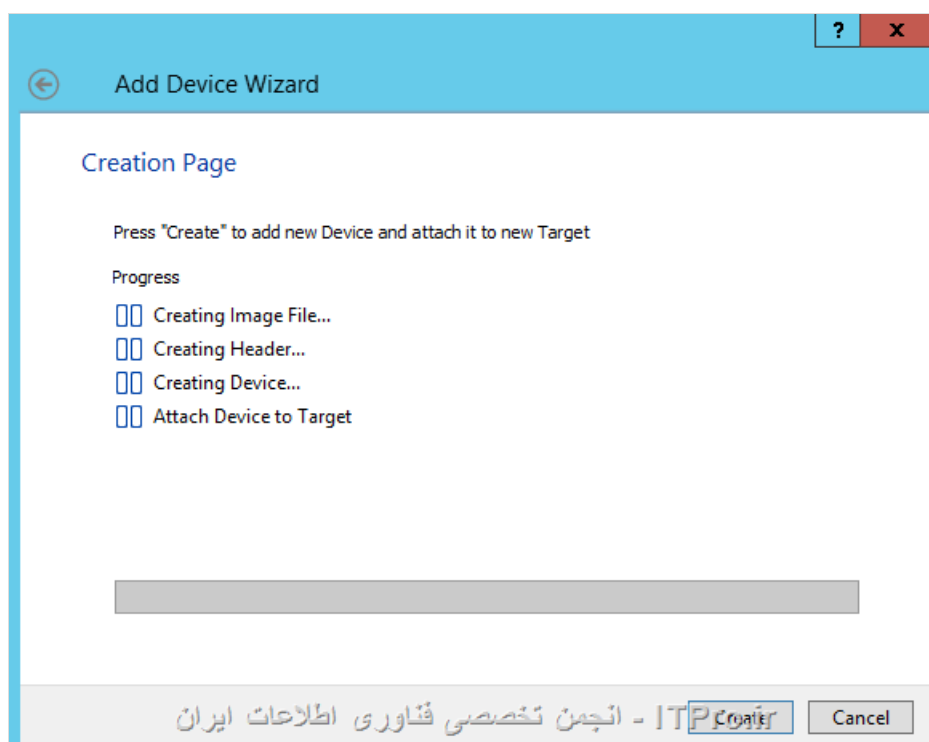 ? x
Add Device Wizard
Creation Page
Press "Create" to add new Device and attach it to new Target
Progress
Creating Image File...
Creating Header...
Creating Device...
Attach Device to Target
ITPro.ir - انجمن تخصصی فناوری اطلاعات ایران
Create Cancel